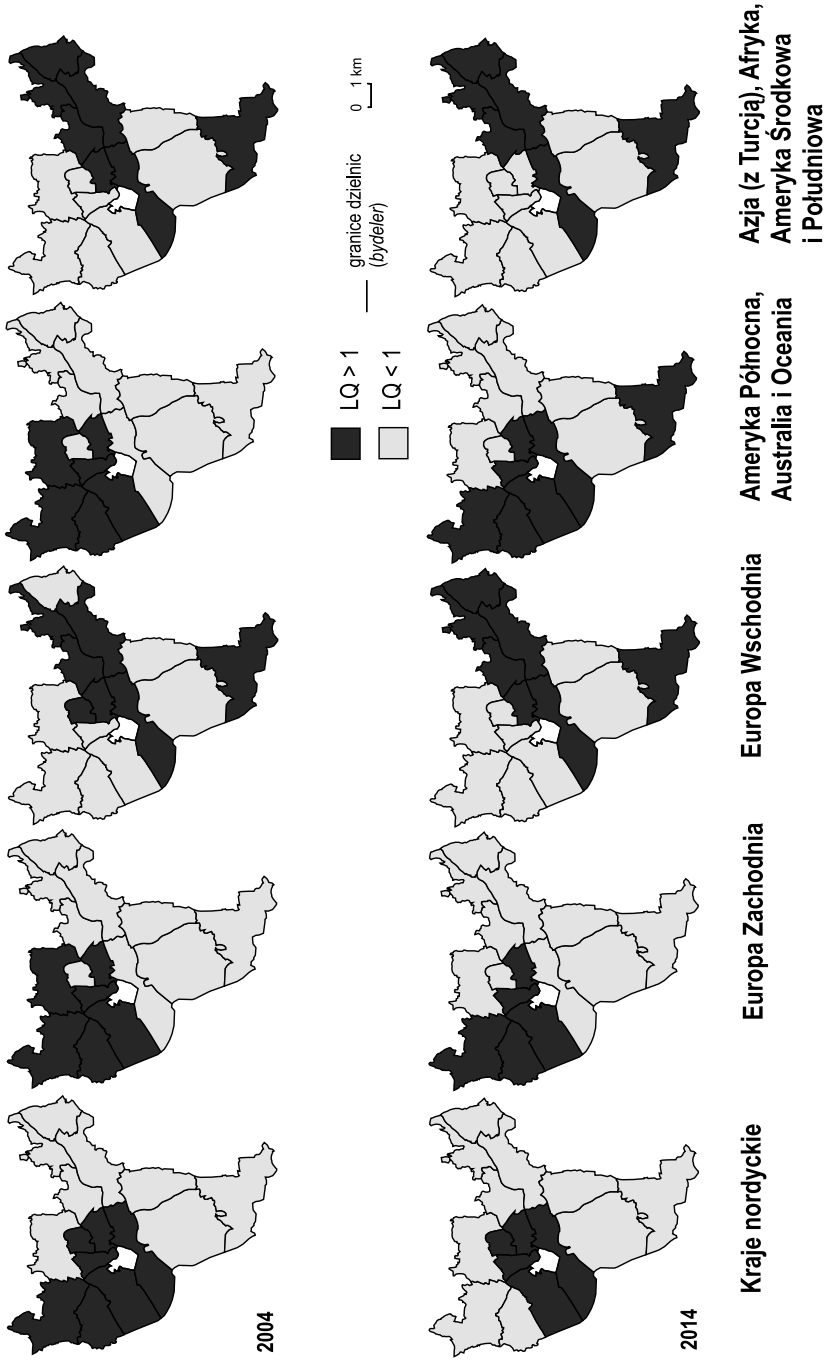 2004
2014
LQ > 1
LQ < 1
granice dzielnic
(bydeler)
0 1 km
Kraje nordyckie
Europa Zachodnia
Europa Wschodnia
Ameryka Północna,
Australia i Oceania
Azja (z Turcją), Afryka,
Ameryka Środkowa
i Południowa